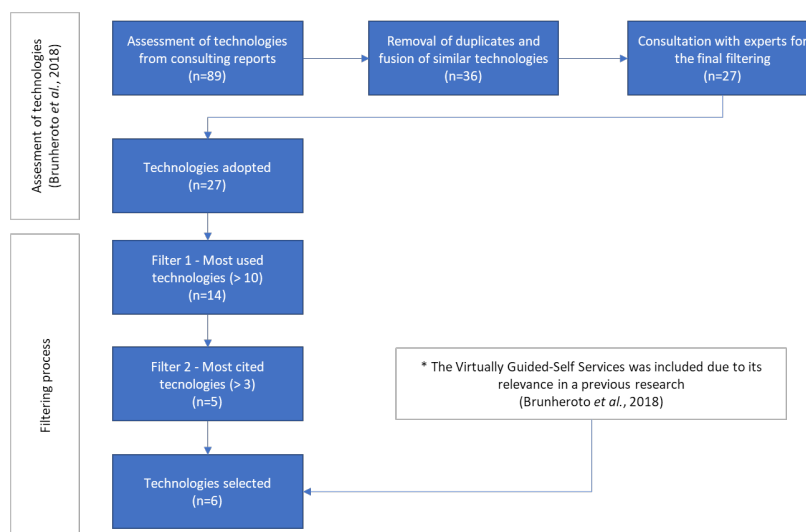 Assesment of technologies
(Brunheroto et al., 2018)
Assessment of technologies
from consulting reports
(n=89)
Removal of duplicates and
fusion of similar technologies
(n=36)
Consultation with experts for
the final filtering
(n=27)
Technologies adopted
(n=27)
Filtering process
Filter 1 - Most used
technologies (> 10)
(n=14)
Filter 2 - Most cited
tecnologies (> 3)
(n=5)
* The Virtually Guided-Self Services was included due to its
relevance in a previous research
(Brunheroto et al., 2018)
Technologies selected
(n=6)